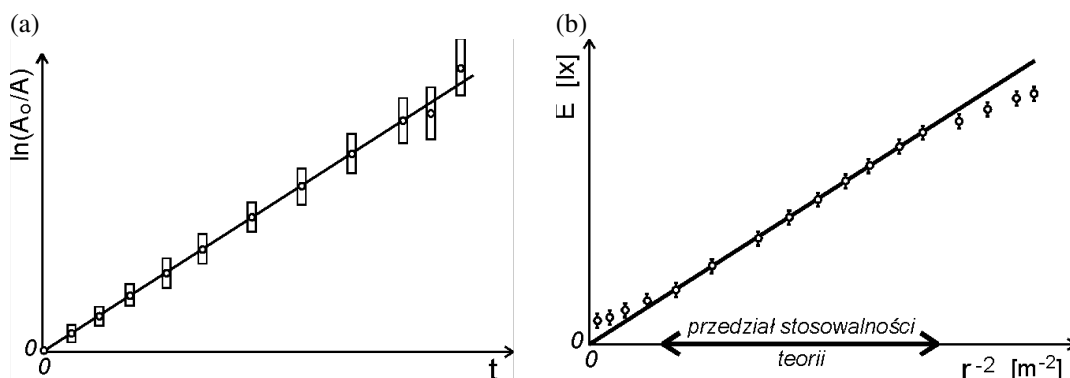 (a)
ln(A₀/A)
0
0
t
(b)
E [lx]
0
0
przedział stosowalności
teorii
r⁻² [m⁻²]